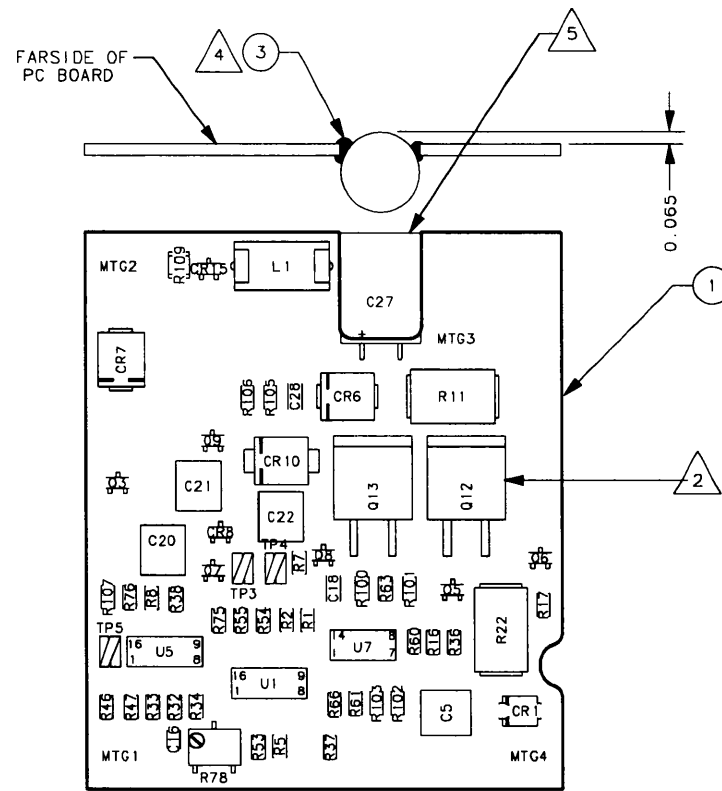 4 3 5
FARSIDE OF
PC BOARD
0.065
MTG2 R109 CR15 L1 C27 1
+ MTG3
CR7 R106 R105 C28 CR6 R11
Q9 CR10 Q13 Q12 2
Q3 C21 C22
C20 CR8 TP4 Q8 Q6
Q7 R7
R107 R76 R8 R38 TP3 C18 R100 R63 R101 Q5 R17
TP5 R75 R55 R54 R2 R1 R22
16 9 14 8
U5 U7 R60 R16 R36
1 8 1 7
16 9
U1
1 8
R46 R47 R33 R32 R34 R66 R61 R103 R102 C5 CR1
C16 R53 R5 R37
MTG1 R78 MTG4